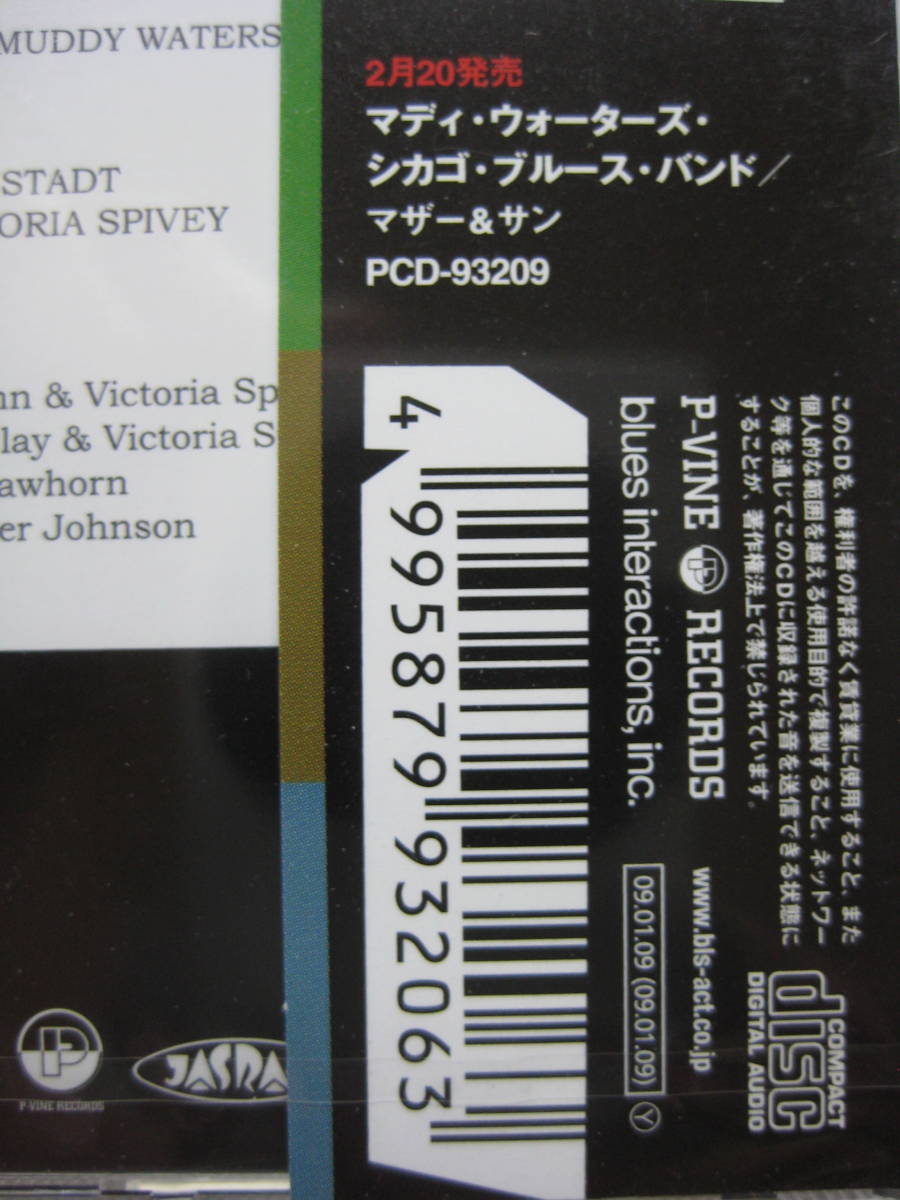 MUDDY WATERS
STADT
ORIA SPIVEY
nn & Victoria Sp
lay & Victoria S
awhorn
er Johnson
P-VINE RECORDS
JASRA
2月20発売
マディ・ウォーターズ・
シカゴ・ブルース・バンド／
マザー＆サン
PCD-93209
このCDを、権利者の許諾なく賃貸業に使用すること、また
個人的な範囲を越える使用目的で複製すること、ネットワー
ク等を通じてこのCDに収録された音を送信できる状態に
することが、著作権法上で禁じられています。
P-VINE RECORDS
www.bls-act.co.jp
blues interactions, inc.
09.01.09 (09.01.09) Y
4 995879 932063
COMPACT
disc
DIGITAL AUDIO